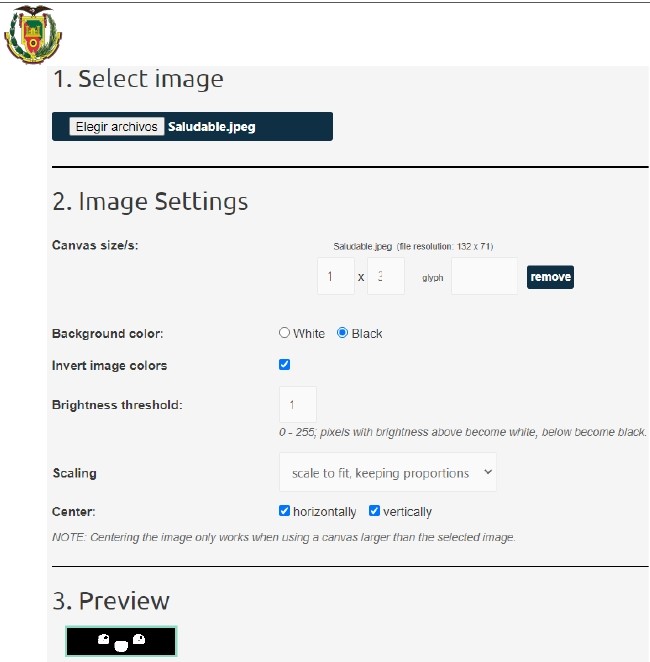 1. Select image
Elegir archivos Saludable.jpeg
2. Image Settings
Canvas size/s:
Saludable.jpeg (file resolution: 132 x 71)
1 x glyph remove
Background color: White Black
Invert image colors
Brightness threshold: 1
0 - 255; pixels with brightness above become white, below become black.
Scaling scale to fit, keeping proportions
Center: horizontally vertically
NOTE: Centering the image only works when using a canvas larger than the selected image.
3. Preview